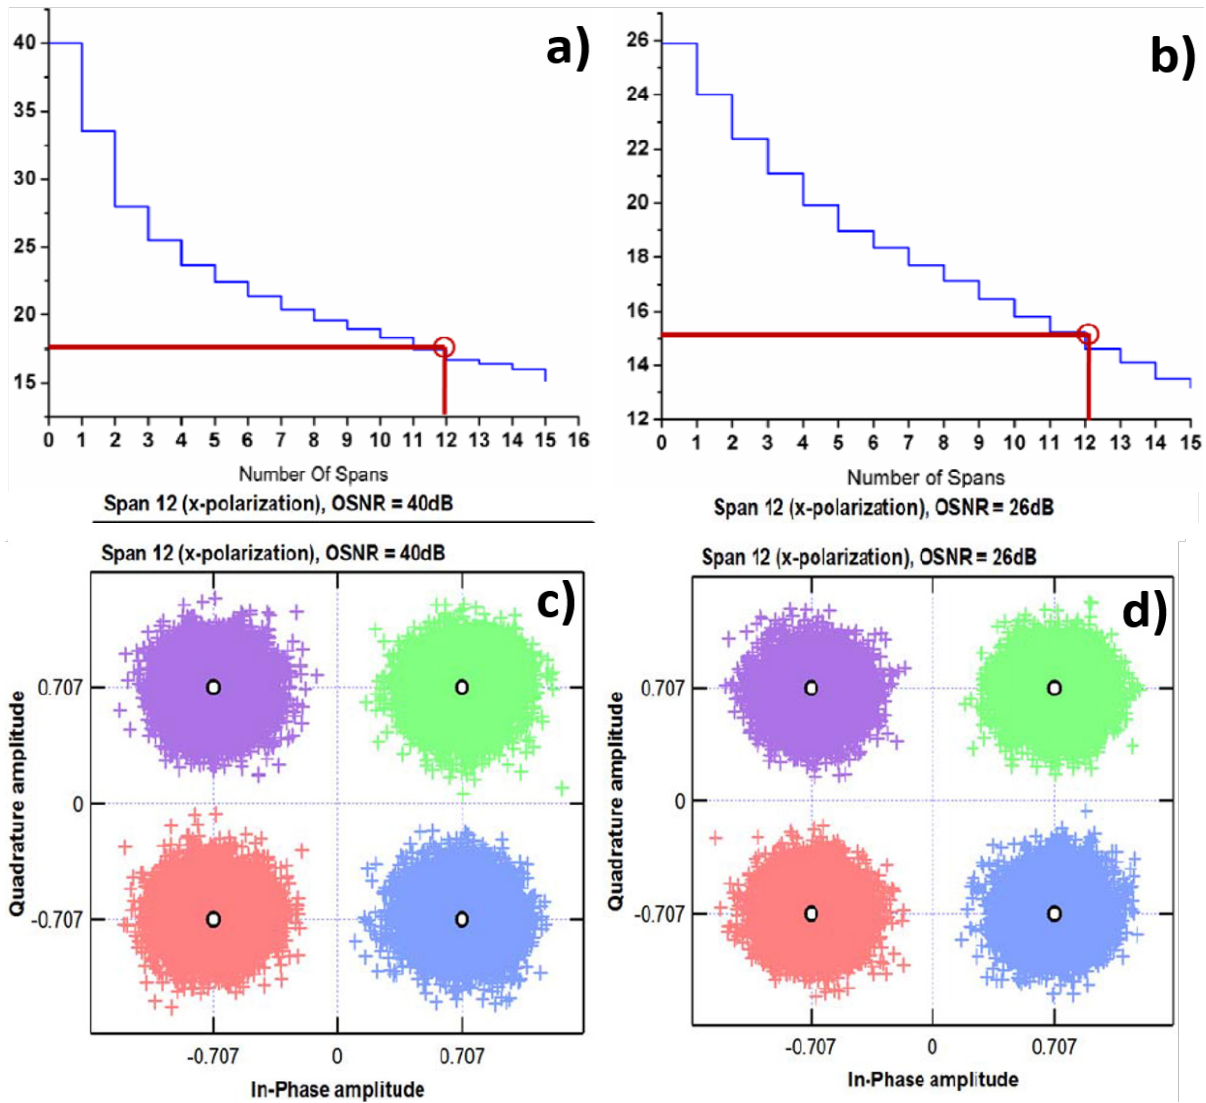 a)
40
35
30
25
20
15
0 1 2 3 4 5 6 7 8 9 10 11 12 13 14 15 16
Number Of Spans
Span 12 (x-polarization), OSNR = 40dB
b)
26
24
22
20
18
16
14
12
0 1 2 3 4 5 6 7 8 9 10 11 12 13 14 15
Number of Spans
Span 12 (x-polarization), OSNR = 26dB
Span 12 (x-polarization), OSNR = 40dB
c)
Quadrature amplitude
0.707
0
-0.707
-0.707 0 0.707
In-Phase amplitude
Span 12 (x-polarization), OSNR = 26dB
d)
Quadrature amplitude
0.707
0
-0.707
-0.707 0 0.707
In-Phase amplitude